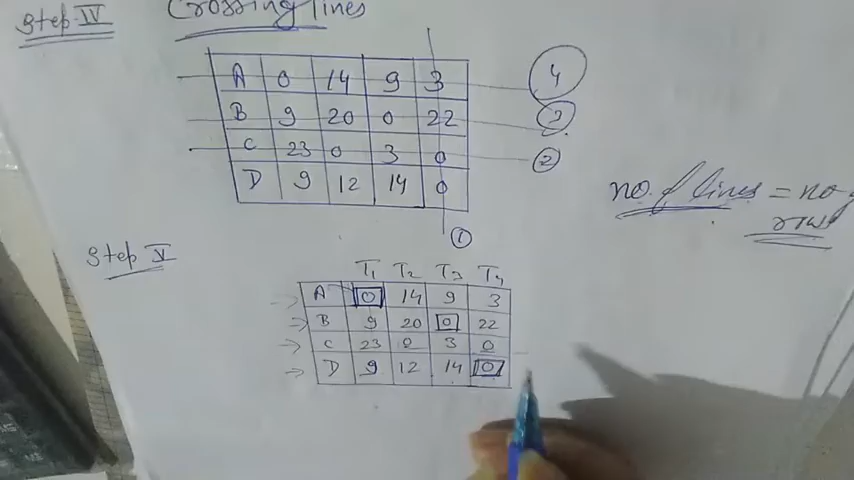 Step-IV Crossing lines
A 0 14 9 3 4
B 9 20 0 22 3
C 23 0 3 0 2
D 9 12 14 0
1
no. of lines = no.
row
Step V
T1 T2 T3 T4
A 0 14 9 3
B 9 20 0 22
C 23 0 3 0
D 9 12 14 0